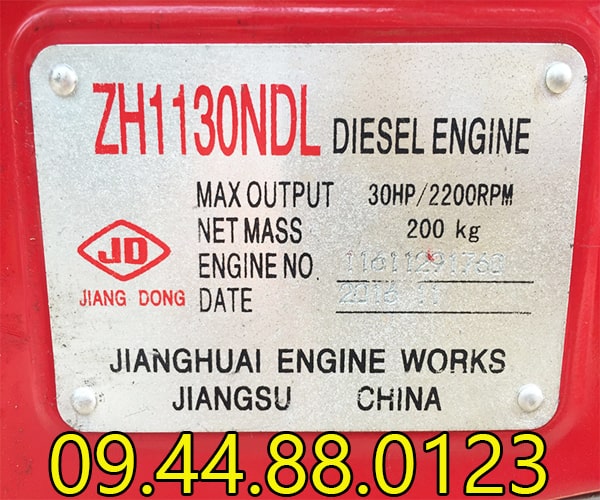 ZH1130NDL DIESEL ENGINE
MAX OUTPUT 30HP/2200RPM
NET MASS 200 kg
ENGINE NO. 11611291768
DATE
JD
JIANG DONG
JIANGHUAI ENGINE WORKS
JIANGSU CHINA
09.44.88.0123